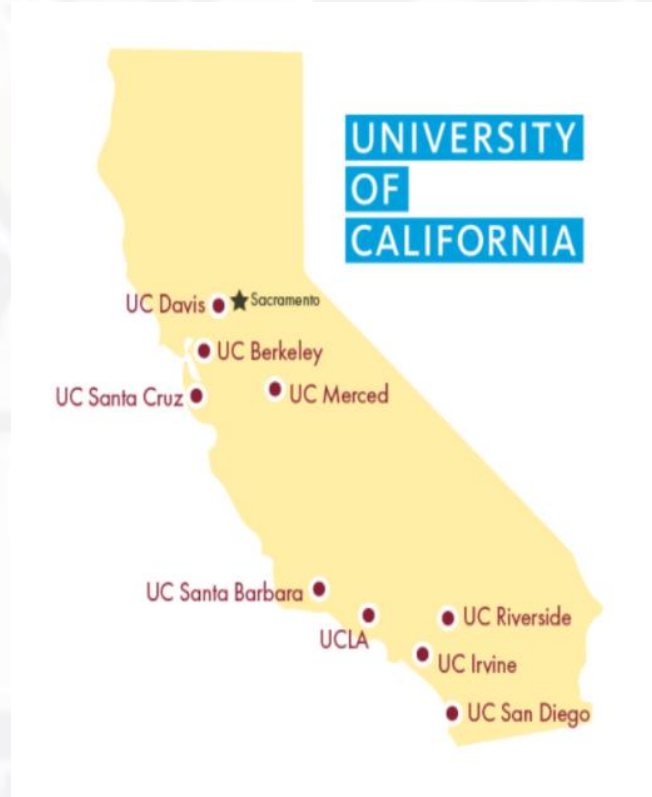 UNIVERSITY
OF
CALIFORNIA
UC Davis
Sacramento
UC Berkeley
UC Santa Cruz
UC Merced
UC Santa Barbara
UCLA
UC Riverside
UC Irvine
UC San Diego